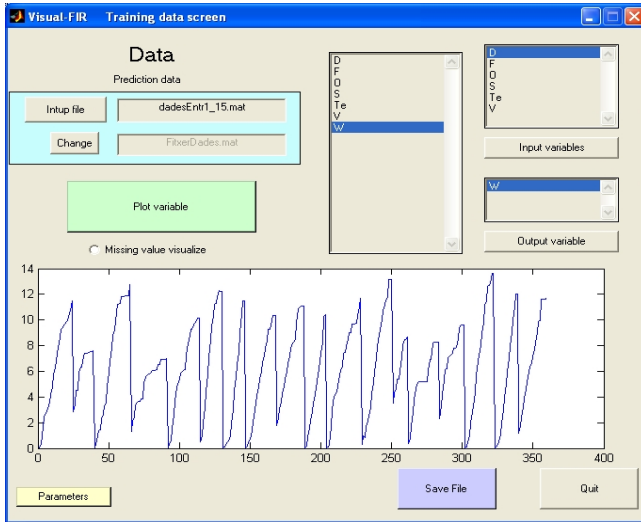 Visual-FIR Training data screen
Data
Prediction data
Intup file
dadesEntr1_15.mat
Change
FitxerDades.mat
Plot variable
Missing value visualize
D
F
O
S
Te
V
W
D
F
O
S
Te
V
Input variables
W
Output variable
14
12
10
8
6
4
2
0
0 50 100 150 200 250 300 350 400
Parameters
Save File
Quit